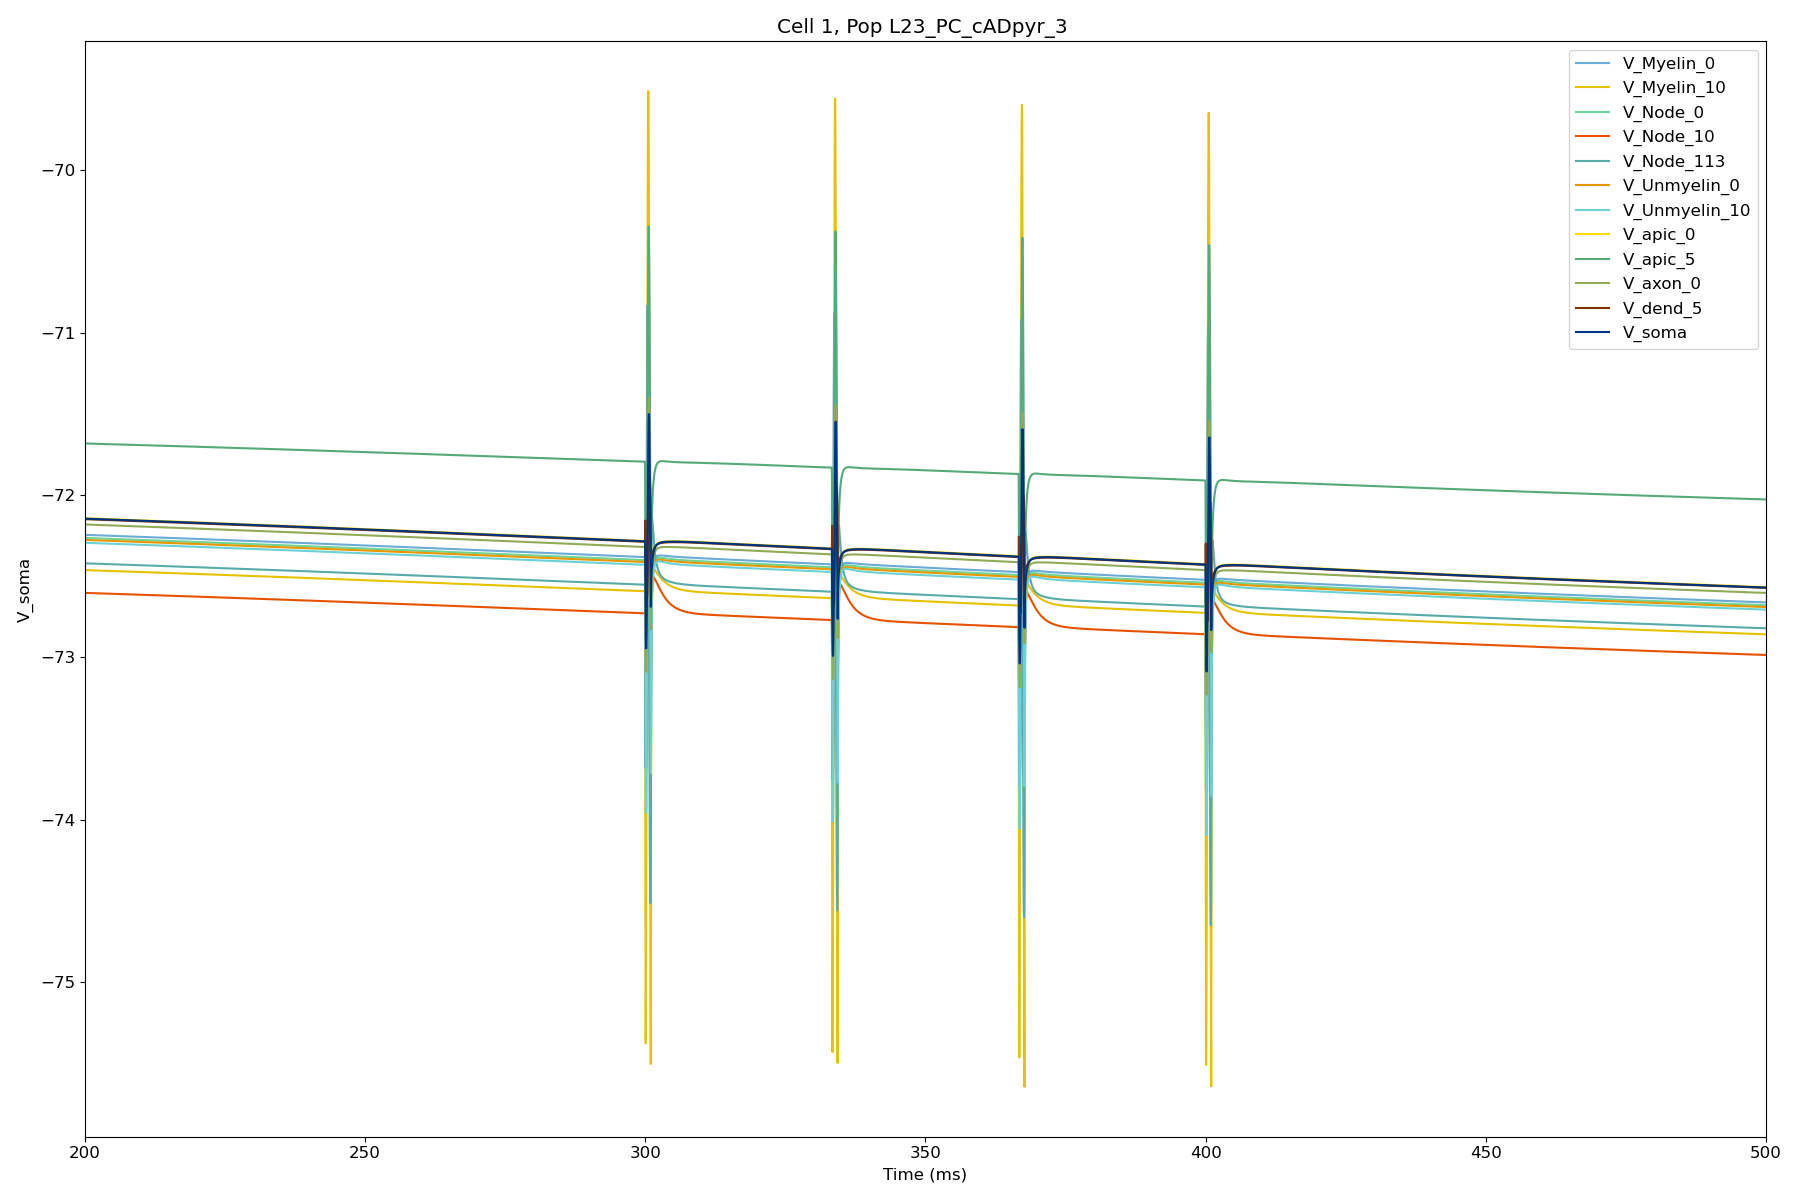 Cell 1, Pop L23_PC_cADpyr_3
V_Myelin_0
V_Myelin_10
V_Node_0
V_Node_10
V_Node_113
V_Unmyelin_0
V_Unmyelin_10
V_apic_0
V_apic_5
V_axon_0
V_dend_5
V_soma
−70
−71
−72
−73
−74
−75
V_soma
200 250 300 350 400 450 500
Time (ms)